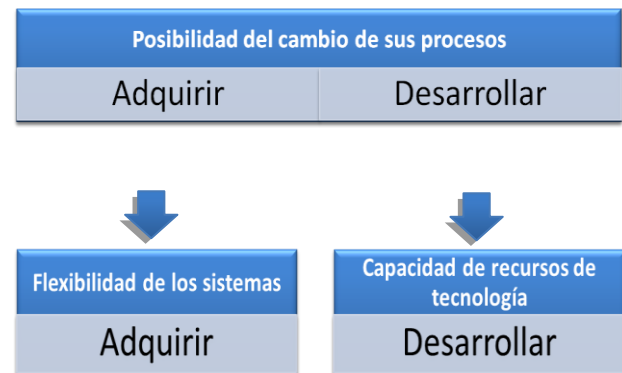 Posibilidad del cambio de sus procesos
Adquirir Desarrollar
Flexibilidad de los sistemas
Adquirir
Capacidad de recursos de
tecnología
Desarrollar